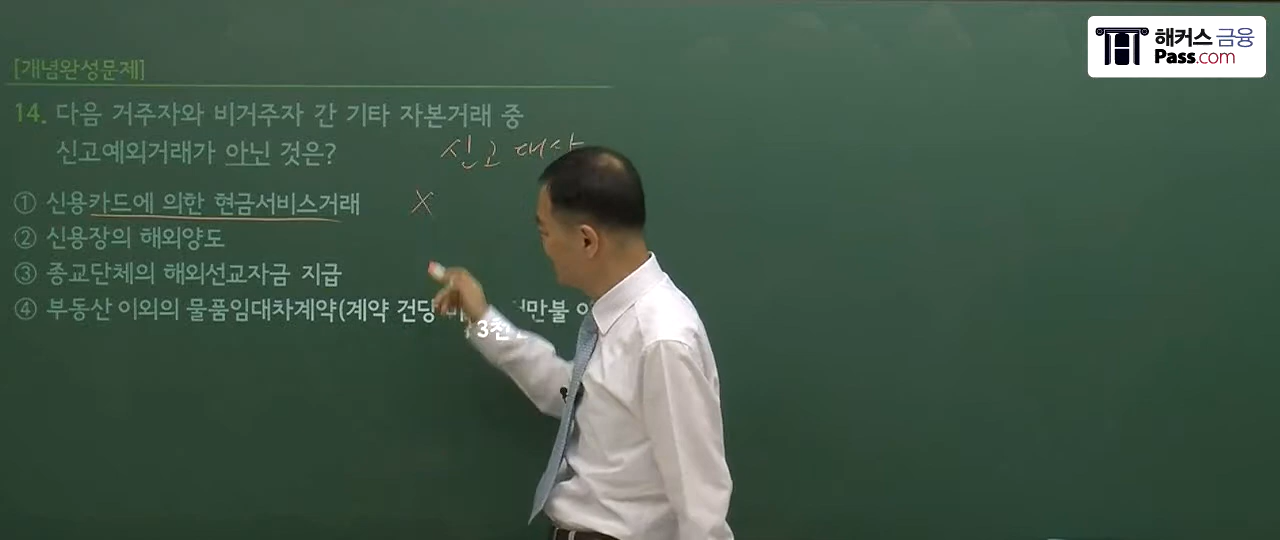 해커스 금융
Pass.com
[개념완성문제]
14. 다음 거주자와 비거주자 간 기타 자본거래 중
신고예외거래가 아닌 것은?
신고 대상
① 신용카드에 의한 현금서비스거래 X
② 신용장의 해외양도
③ 종교단체의 해외선교자금 지급
④ 부동산 이외의 물품임대차계약(계약 건당
3천만불